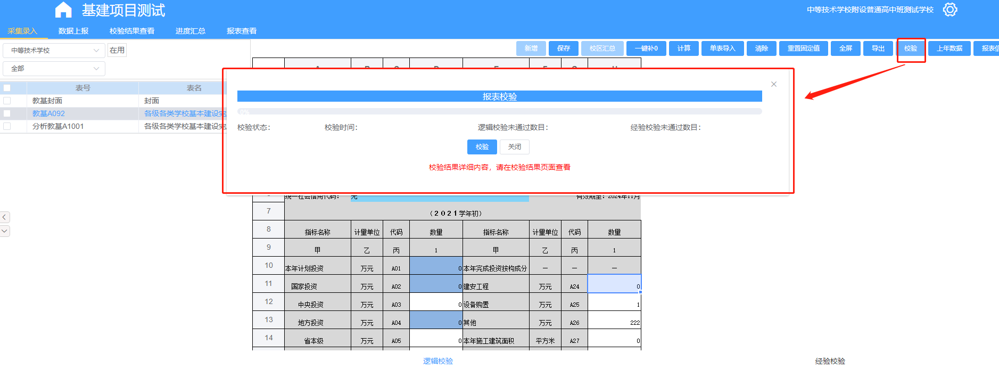 基建项目测试
中等技术学校附设普通高中班测试学校
采集录入 数据上报 校验结果查看 进度汇总 报表查看
中等技术学校 在用
全部
新增 保存 校区汇总 一键补0 计算 单表导入 清除 重置固定值 全屏 导出 校验 上年数据 报表信
表号 表名
教基封面 封面
教基A092 各级各类学校基本建设完
分析教基A1001 各级各类学校基本建设完
报表校验
0%
校验状态： 校验时间： 逻辑校验未通过数目： 经验校验未通过数目：
校验 关闭
校验结果详细内容，请在校验结果页面查看
统一社会信用代码： 无 有效期至：2024年11月
7 （2021学年初）
8 指标名称 计量单位 代码 数量 指标名称 计量单位 代码 数量
9 甲 乙 丙 1 甲 乙 丙 1
10 本年计划投资 万元 A01 0 本年完成投资按构成分 — — —
11 国家投资 万元 A02 0 建安工程 万元 A24 0
12 中央投资 万元 A03 0 设备购置 万元 A25 1
13 地方投资 万元 A04 0 其他 万元 A26 222
14 省本级 万元 A05 0 本年施工建筑面积 平方米 A27 0
逻辑校验 经验校验